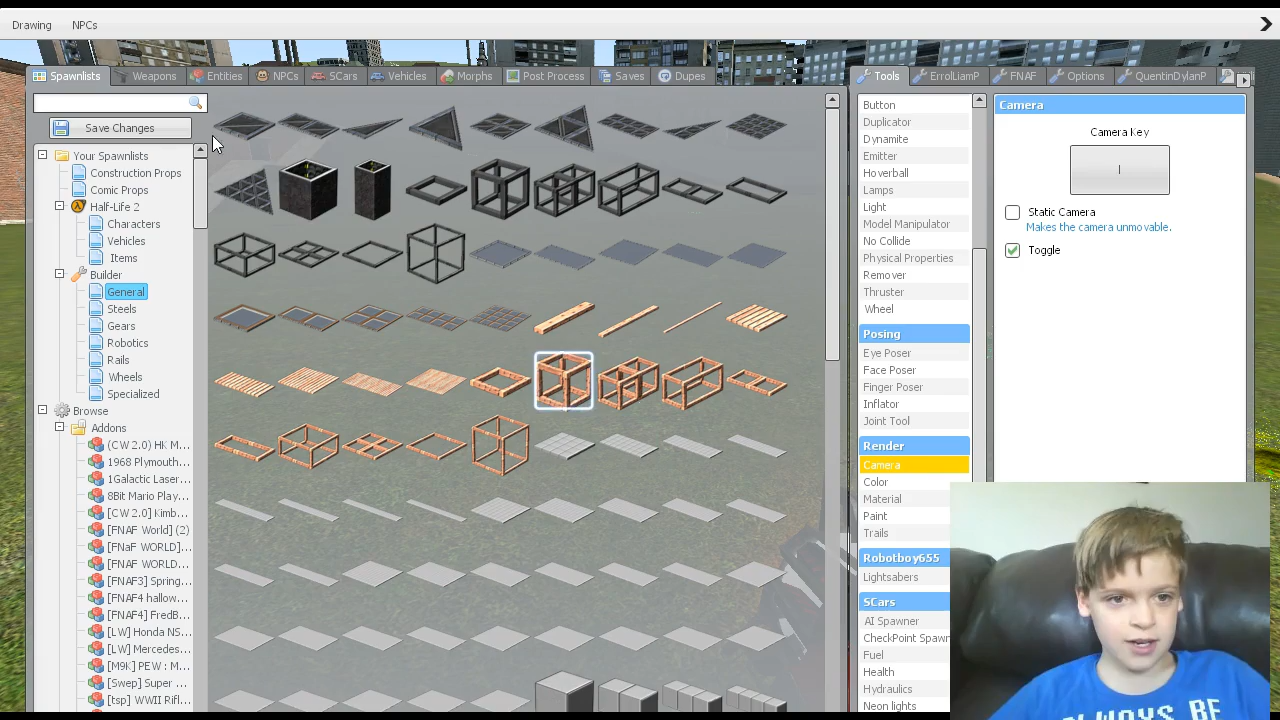 Drawing NPCs
Spawnlists Weapons Entities NPCs SCars Vehicles Morphs Post Process Saves Dupes
Save Changes
Your Spawnlists
Construction Props
Comic Props
Half-Life 2
Characters
Vehicles
Items
Builder
General
Steels
Gears
Robotics
Rails
Wheels
Specialized
Browse
Addons
(CW 2.0) HK M...
1968 Plymouth...
1Galactic Laser...
8Bit Mario Play...
[CW 2.0] Kimb...
[FNAF World] (2)
[FNaF WORLD]...
[FNAF WORLD...
[FNAF3] Spring...
[FNAF4 hallow...
[FNAF4] FredB...
[LW] Honda NS...
[LW] Mercedes...
[M9K] PEW : M...
[Swep] Super ...
[tsp] WWII Rifl...
Tools ErrolLiamP FNAF Options QuentinDylanP
Button
Duplicator
Dynamite
Emitter
Hoverball
Lamps
Light
Model Manipulator
No Collide
Physical Properties
Remover
Thruster
Wheel
Posing
Eye Poser
Face Poser
Finger Poser
Inflator
Joint Tool
Render
Camera
Color
Material
Paint
Trails
Robotboy655
Lightsabers
SCars
AI Spawner
CheckPoint Spawn
Fuel
Health
Hydraulics
Neon lights
Camera
Camera Key
I
Static Camera
Makes the camera unmovable.
Toggle
ALWAYS BE